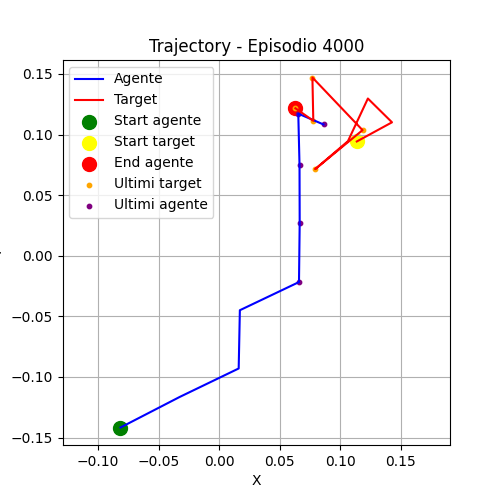 Trajectory - Episodio 4000
Agente
Target
Start agente
Start target
End agente
Ultimi target
Ultimi agente
0.15
0.10
0.05
0.00
−0.05
−0.10
−0.15
−0.10
−0.05
0.00
0.05
0.10
0.15
X